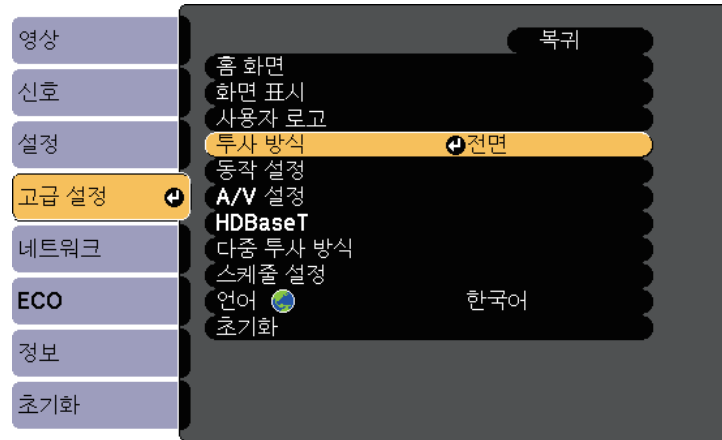 영상
신호
설정
고급 설정
네트워크
ECO
정보
초기화
복귀
홈 화면
화면 표시
사용자 로고
투사 방식 전면
동작 설정
A/V 설정
HDBaseT
다중 투사 방식
스케줄 설정
언어 한국어
초기화